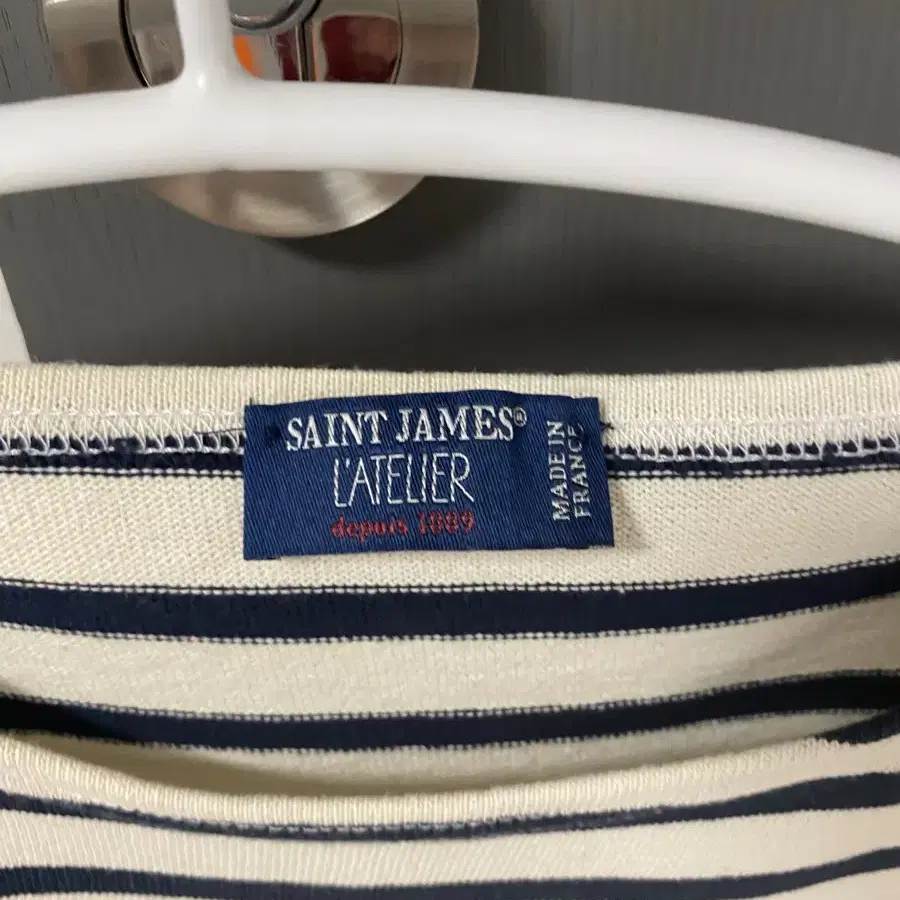 SAINT JAMES®
L'ATELIER
depuis 1889
MADE IN
FRANCE